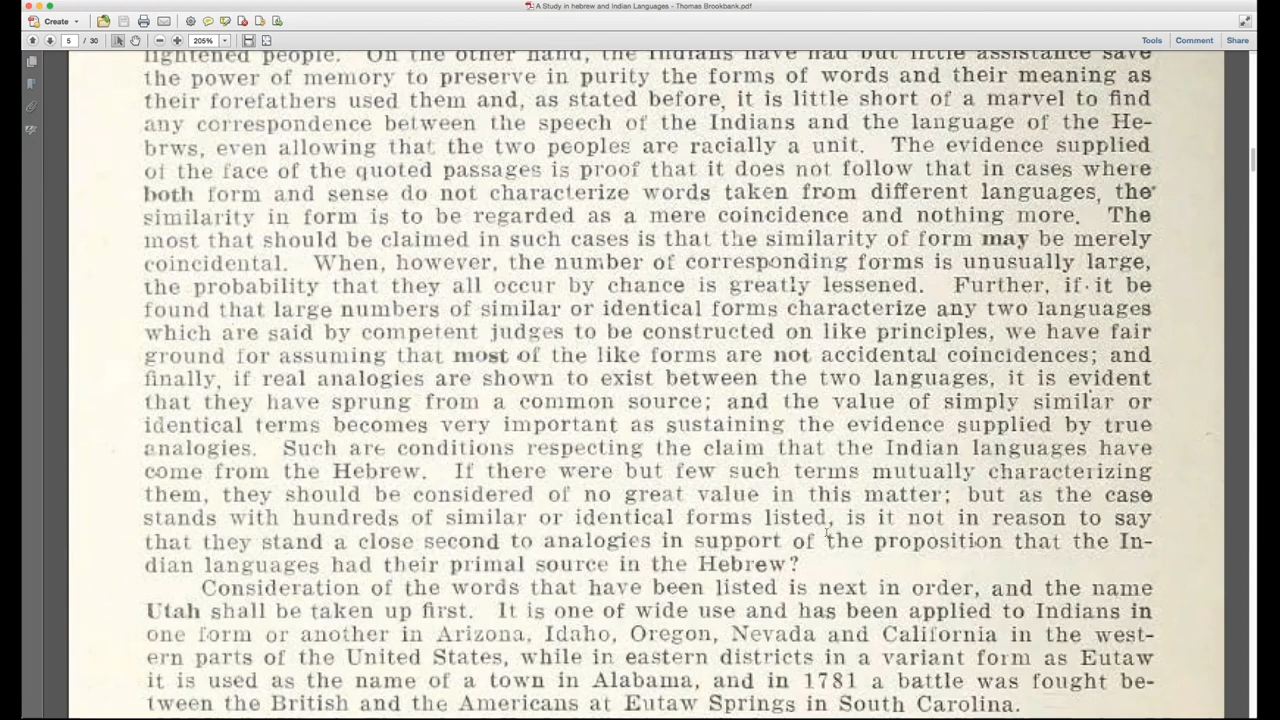 A Study in hebrew and Indian Languages - Thomas Brookbank.pdf
Create
5 / 30
205%
Tools Comment Share
lightened people. On the other hand, the Indians have had but little assistance save
the power of memory to preserve in purity the forms of words and their meaning as
their forefathers used them and, as stated before, it is little short of a marvel to find
any correspondence between the speech of the Indians and the language of the He-
brws, even allowing that the two peoples are racially a unit. The evidence supplied
of the face of the quoted passages is proof that it does not follow that in cases where
both form and sense do not characterize words taken from different languages, the
similarity in form is to be regarded as a mere coincidence and nothing more. The
most that should be claimed in such cases is that the similarity of form may be merely
coincidental. When, however, the number of corresponding forms is unusually large,
the probability that they all occur by chance is greatly lessened. Further, if it be
found that large numbers of similar or identical forms characterize any two languages
which are said by competent judges to be constructed on like principles, we have fair
ground for assuming that most of the like forms are not accidental coincidences; and
finally, if real analogies are shown to exist between the two languages, it is evident
that they have sprung from a common source; and the value of simply similar or
identical terms becomes very important as sustaining the evidence supplied by true
analogies. Such are conditions respecting the claim that the Indian languages have
come from the Hebrew. If there were but few such terms mutually characterizing
them, they should be considered of no great value in this matter; but as the case
stands with hundreds of similar or identical forms listed, is it not in reason to say
that they stand a close second to analogies in support of the proposition that the In-
dian languages had their primal source in the Hebrew?
Consideration of the words that have been listed is next in order, and the name
Utah shall be taken up first. It is one of wide use and has been applied to Indians in
one form or another in Arizona, Idaho, Oregon, Nevada and California in the west-
ern parts of the United States, while in eastern districts in a variant form as Eutaw
it is used as the name of a town in Alabama, and in 1781 a battle was fought be-
tween the British and the Americans at Eutaw Springs in South Carolina.